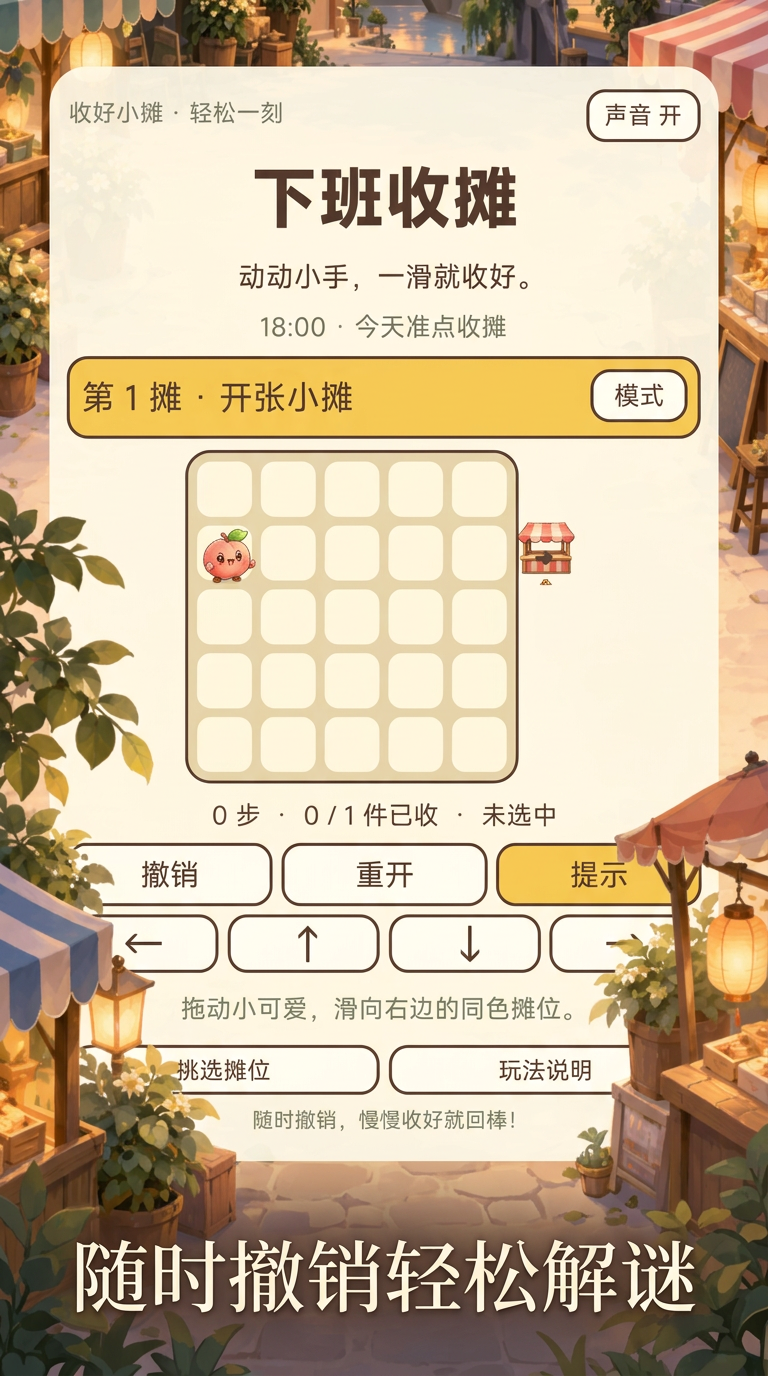 收好小摊 · 轻松一刻
声音 开
下班收摊
动动小手，一滑就收好。
18:00 · 今天准点收摊
第 1 摊 · 开张小摊
模式
0 步 · 0 / 1 件已收 · 未选中
撤销
重开
提示
← ↑ ↓ →
拖动小可爱，滑向右边的同色摊位。
挑选摊位
玩法说明
随时撤销，慢慢收好就回棒！
随时撤销轻松解谜